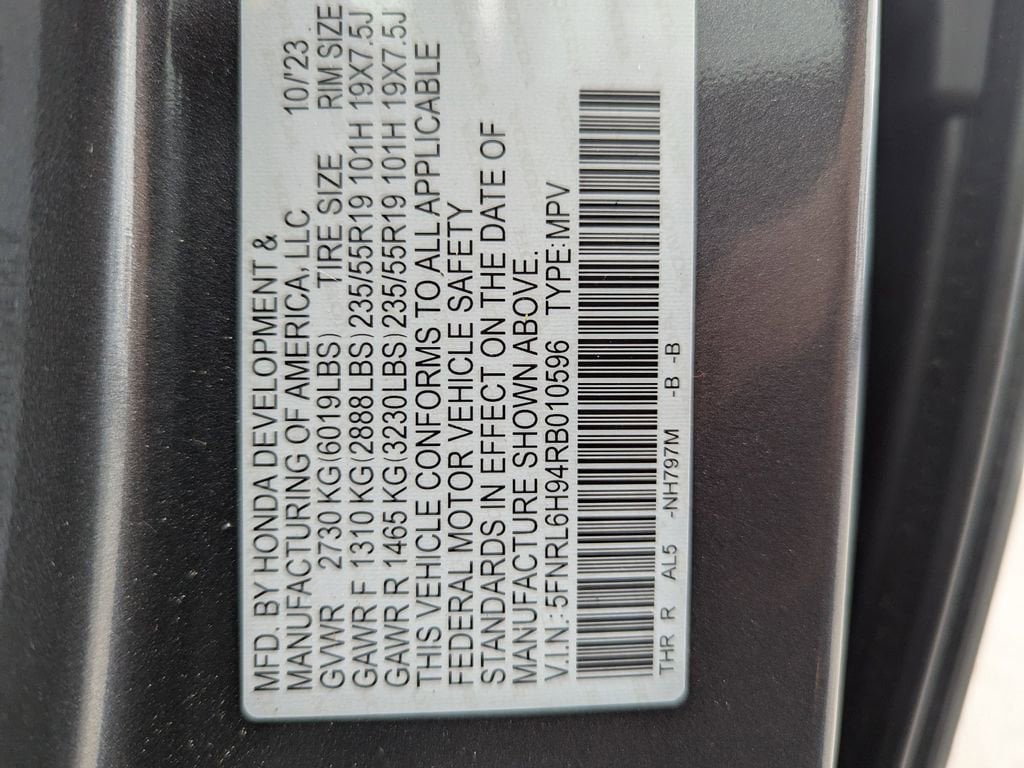 MFD. BY HONDA DEVELOPMENT &
MANUFACTURING OF AMERICA, LLC 10/'23
GVWR 2730 KG(6019LBS) TIRE SIZE RIM SIZE
GAWR F 1310 KG(2888LBS) 235/55R19 101H 19X7.5J
GAWR R 1465 KG(3230LBS) 235/55R19 101H 19X7.5J
THIS VEHICLE CONFORMS TO ALL APPLICABLE
FEDERAL MOTOR VEHICLE SAFETY
STANDARDS IN EFFECT ON THE DATE OF
MANUFACTURE SHOWN ABOVE.
V.I.N.: 5FNRL6H94RB010596 TYPE: MPV
THR R AL5 -NH797M -B -B